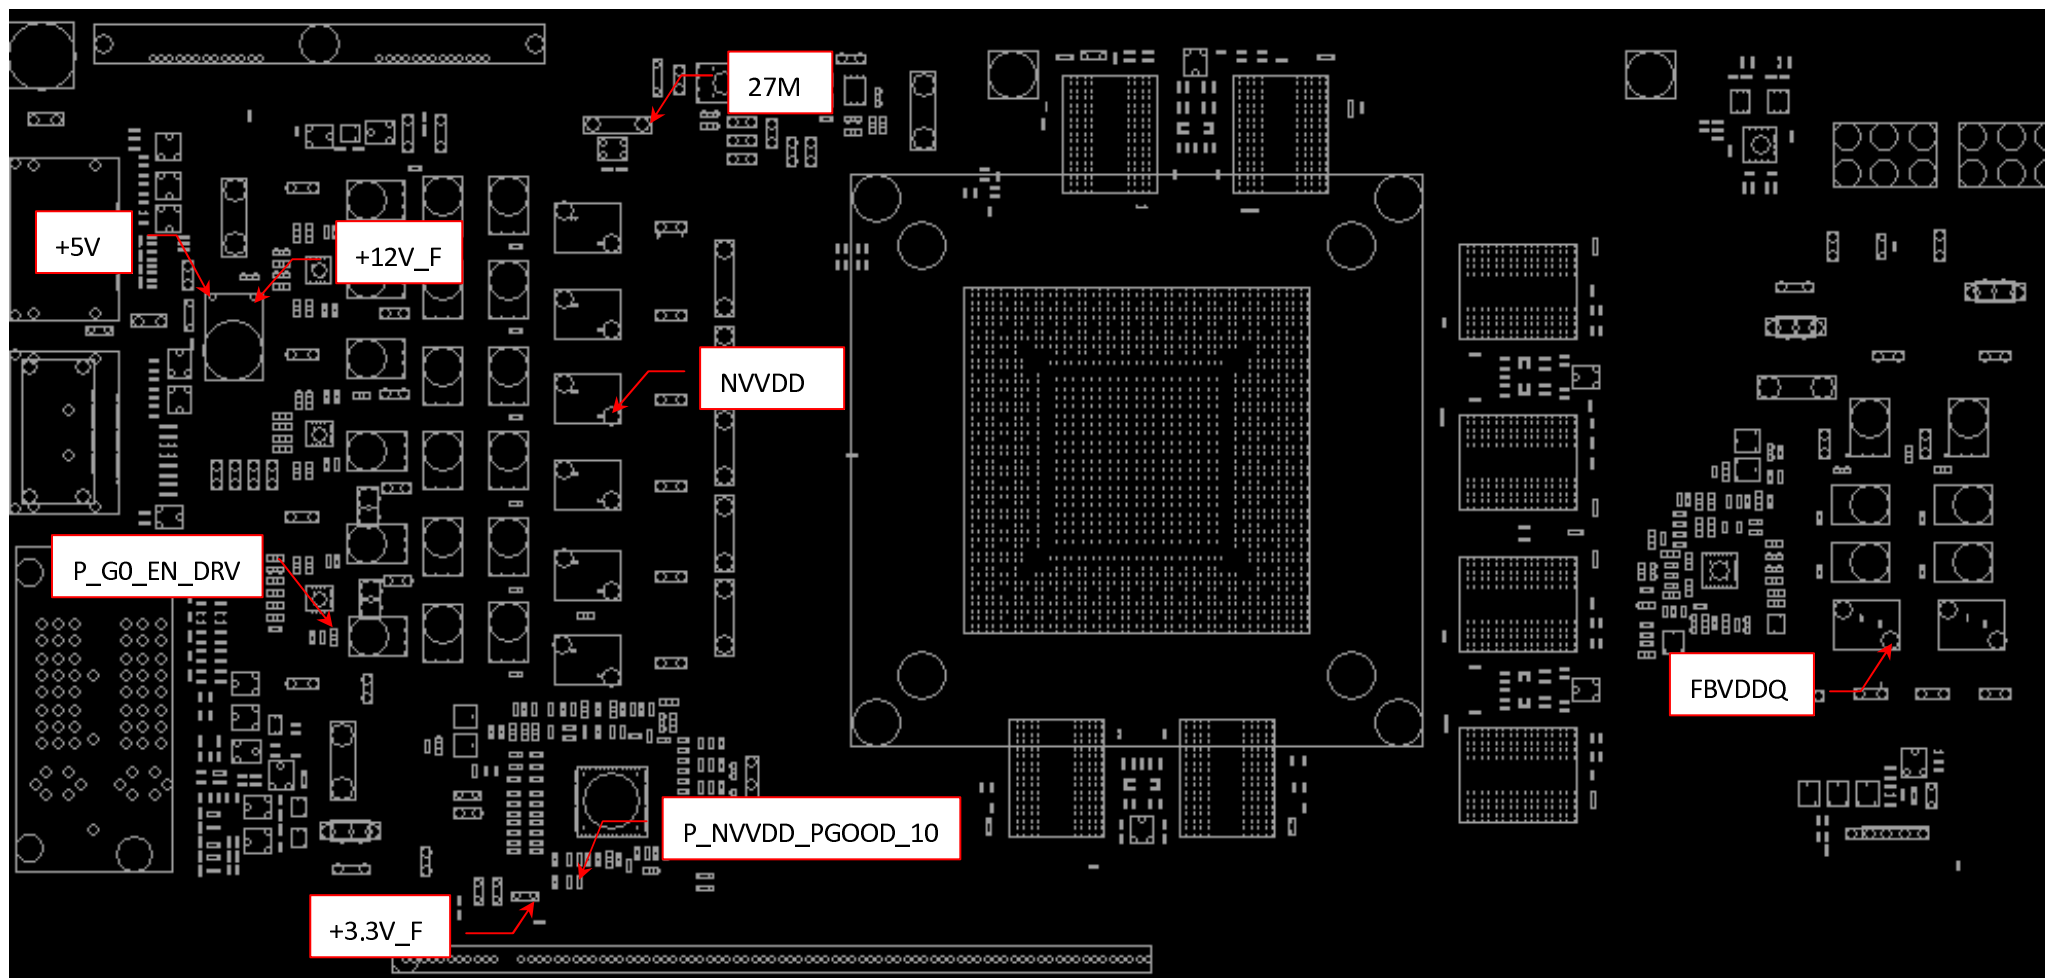 27M
+5V
+12V_F
NVVDD
P_G0_EN_DRV
FBVDDQ
P_NVVDD_PGOOD_10
+3.3V_F